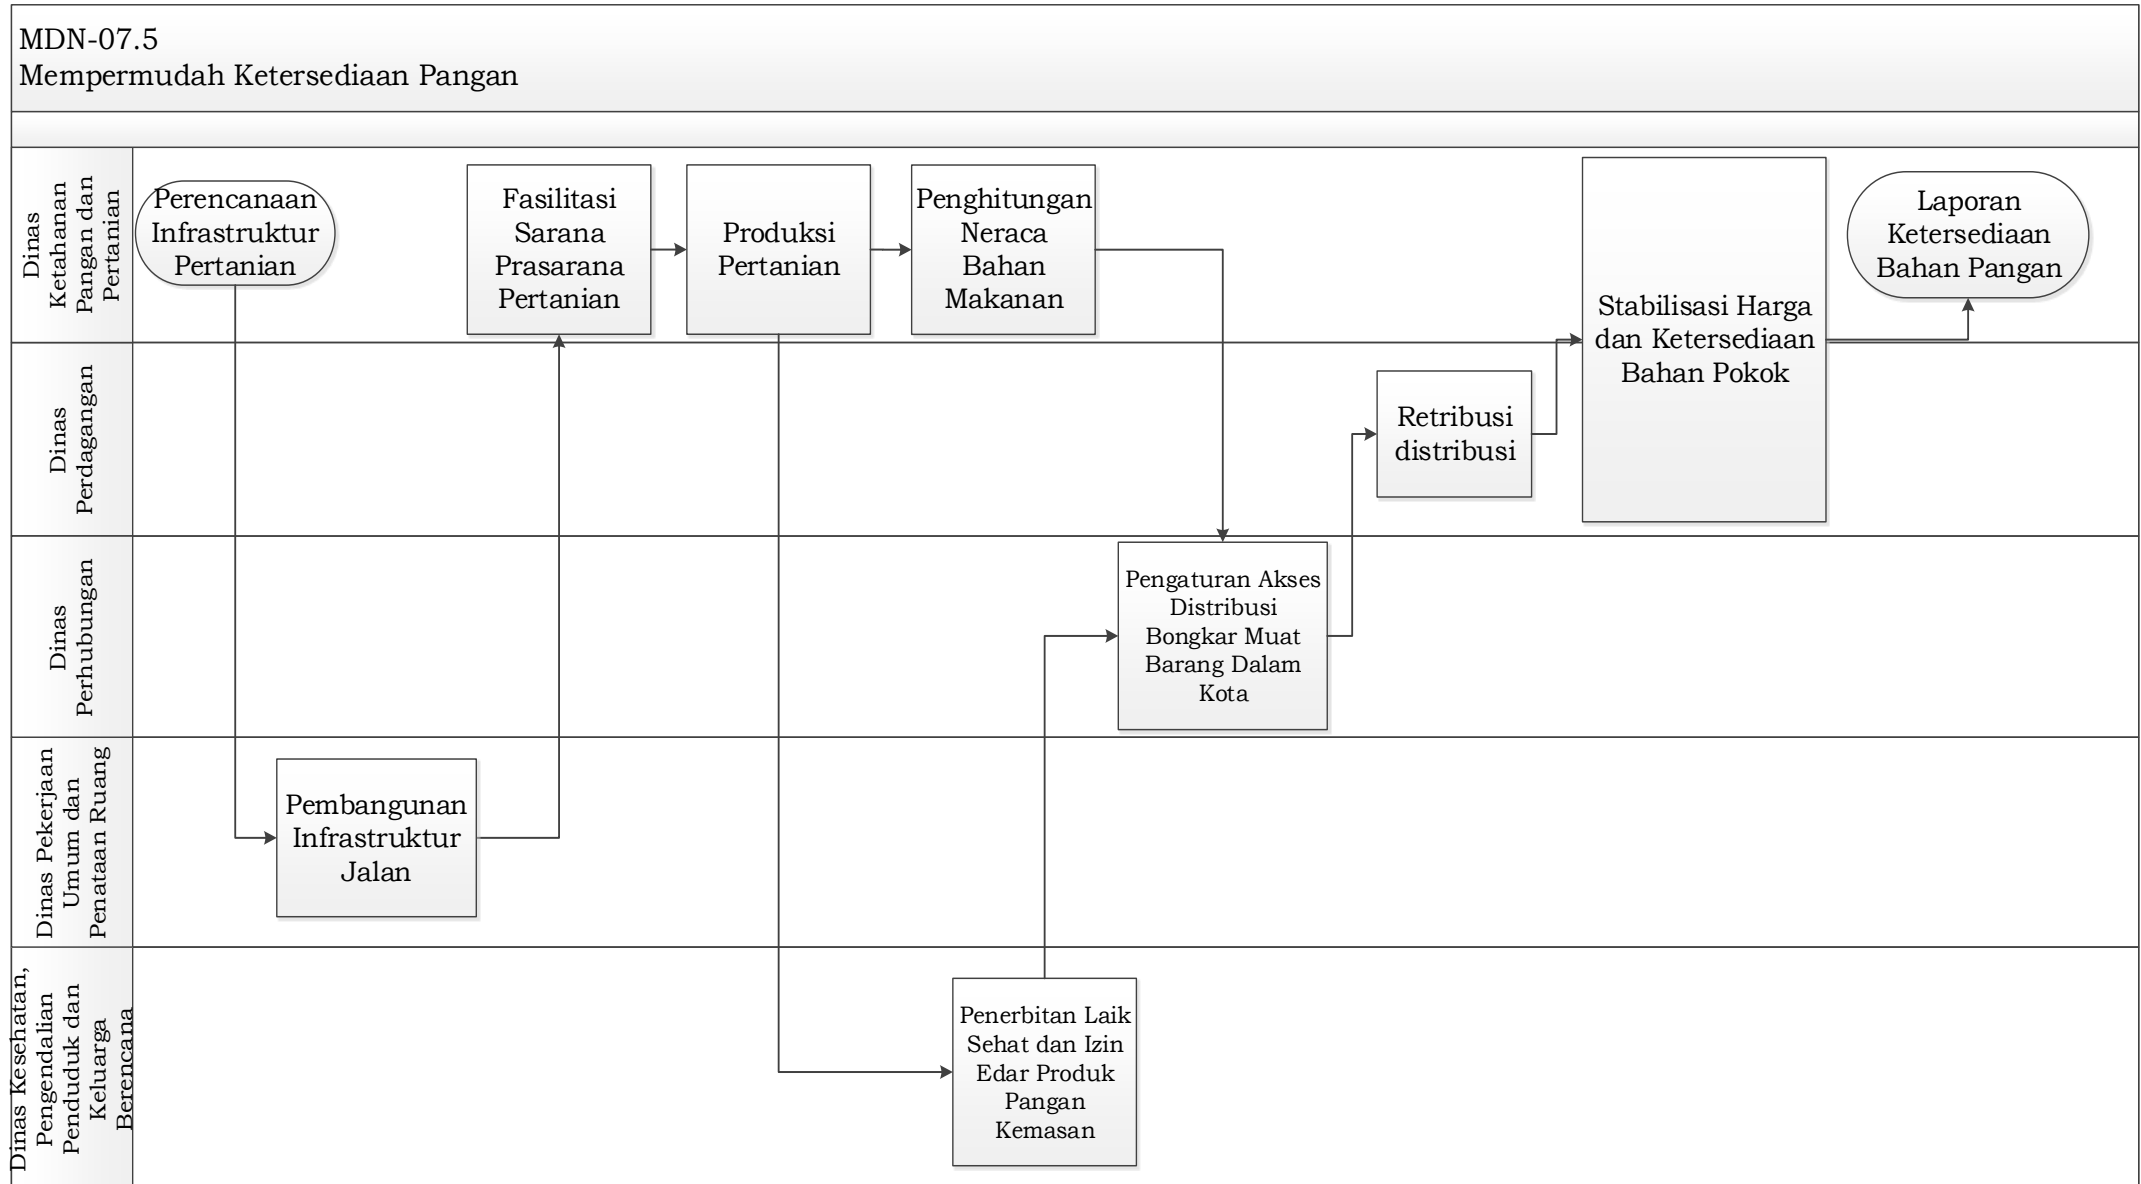 MDN-07.5
Mempermudah Ketersediaan Pangan
Dinas
Ketahanan
Pangan dan
Pertanian
Perencanaan
Infrastruktur
Pertanian
Fasilitasi
Sarana
Prasarana
Pertanian
Produksi
Pertanian
Penghitungan
Neraca
Bahan
Makanan
Stabilisasi Harga
dan Ketersediaan
Bahan Pokok
Laporan
Ketersediaan
Bahan Pangan
Dinas
Perdagangan
Retribusi
distribusi
Dinas
Perhubungan
Pengaturan Akses
Distribusi
Bongkar Muat
Barang Dalam
Kota
Dinas Pekerjaan
Umum dan
Penataan Ruang
Pembangunan
Infrastruktur
Jalan
Dinas Kesehatan,
Pengendalian
Penduduk dan
Keluarga
Berencana
Penerbitan Laik
Sehat dan Izin
Edar Produk
Pangan
Kemasan